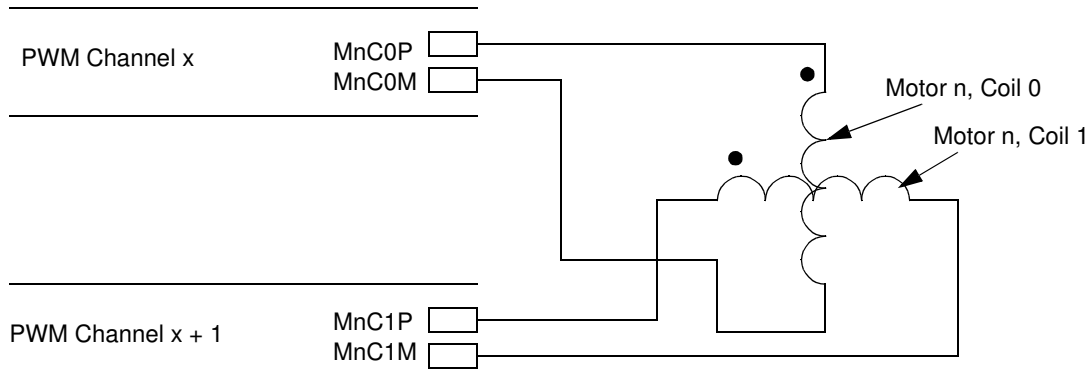 PWM Channel x
MnC0P
MnC0M
Motor n, Coil 0
Motor n, Coil 1
PWM Channel x + 1
MnC1P
MnC1M